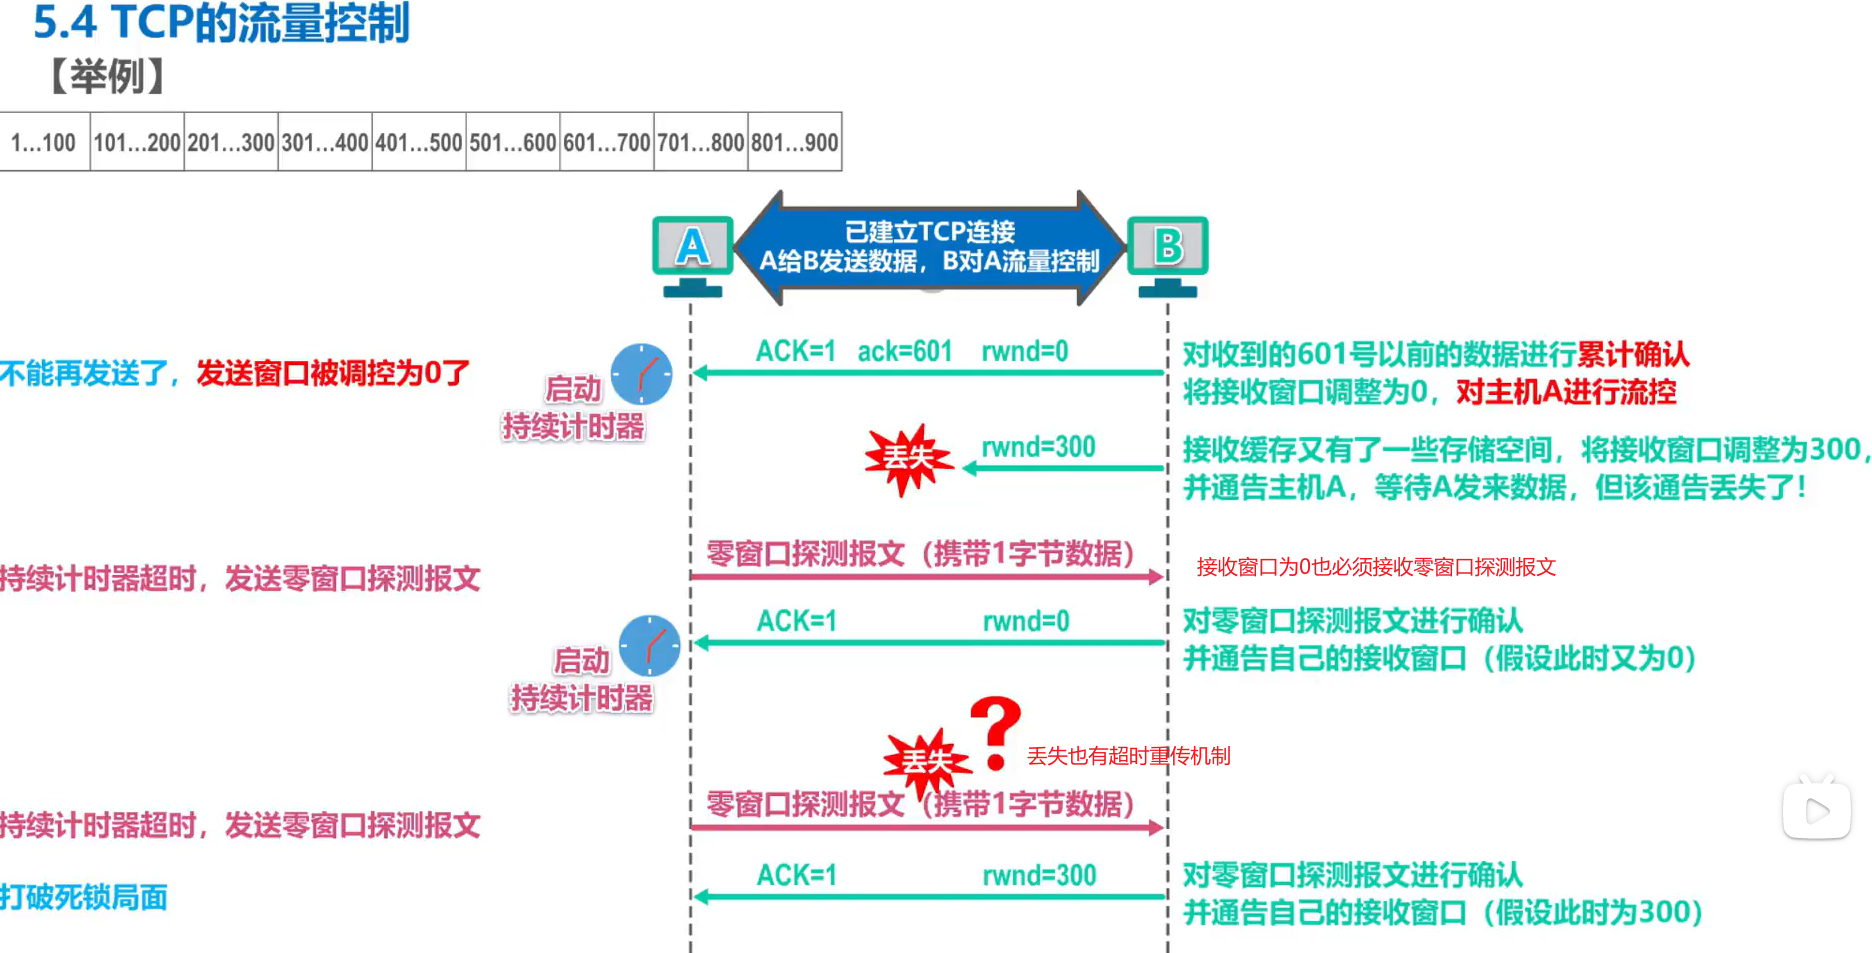 5.4 TCP的流量控制
【举例】
1...100 101...200 201...300 301...400 401...500 501...600 601...700 701...800 801...900
A
已建立TCP连接
A给B发送数据，B对A流量控制
B
不能再发送了，发送窗口被调控为0了
启动
持续计时器
ACK=1 ack=601 rwnd=0
对收到的601号以前的数据进行累计确认
将接收窗口调整为0，对主机A进行流控
丢失
rwnd=300
接收缓存又有了一些存储空间，将接收窗口调整为300，
并通告主机A，等待A发来数据，但该通告丢失了！
持续计时器超时，发送零窗口探测报文
零窗口探测报文（携带1字节数据）
接收窗口为0也必须接收零窗口探测报文
启动
持续计时器
ACK=1 rwnd=0
对零窗口探测报文进行确认
并通告自己的接收窗口（假设此时又为0）
丢失
?
丢失也有超时重传机制
持续计时器超时，发送零窗口探测报文
零窗口探测报文（携带1字节数据）
打破死锁局面
ACK=1 rwnd=300
对零窗口探测报文进行确认
并通告自己的接收窗口（假设此时为300）